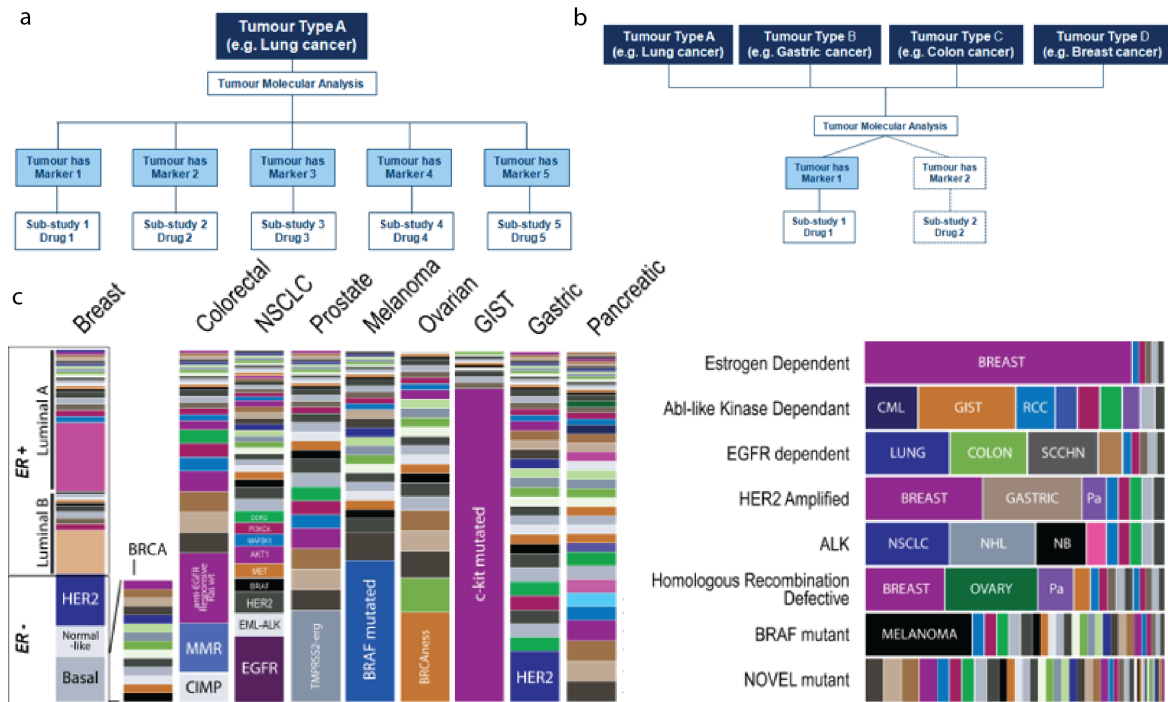 a
Tumour Type A
(e.g. Lung cancer)
Tumour Molecular Analysis
Tumour has
Marker 1
Tumour has
Marker 2
Tumour has
Marker 3
Tumour has
Marker 4
Tumour has
Marker 5
Sub-study 1
Drug 1
Sub-study 2
Drug 2
Sub-study 3
Drug 3
Sub-study 4
Drug 4
Sub-study 5
Drug 5
b
Tumour Type A
(e.g. Lung cancer)
Tumour Type B
(e.g. Gastric cancer)
Tumour Type C
(e.g. Colon cancer)
Tumour Type D
(e.g. Breast cancer)
Tumour Molecular Analysis
Tumour has
Marker 1
Tumour has
Marker 2
Sub-study 1
Drug 1
Sub-study 2
Drug 2
c
Breast
Colorectal
NSCLC
Prostate
Melanoma
Ovarian
GIST
Gastric
Pancreatic
ER+
Luminal A
Luminal B
ER -
HER2
Normal
-like
Basal
BRCA
anti-EGFR
Responsive
Ras wt
MMR
CIMP
DDR2
PI3KCA
MAP2K1
AKT1
MET
BRAF
HER2
EML-ALK
EGFR
TMPRSS2-erg
BRAF mutated
BRCAness
c-kit mutated
HER2
Estrogen Dependent
BREAST
Abl-like Kinase Dependant
CML
GIST
RCC
EGFR dependent
LUNG
COLON
SCCHN
HER2 Amplified
BREAST
GASTRIC
Pa
ALK
NSCLC
NHL
NB
Homologous Recombination
Defective
BREAST
OVARY
Pa
BRAF mutant
MELANOMA
NOVEL mutant